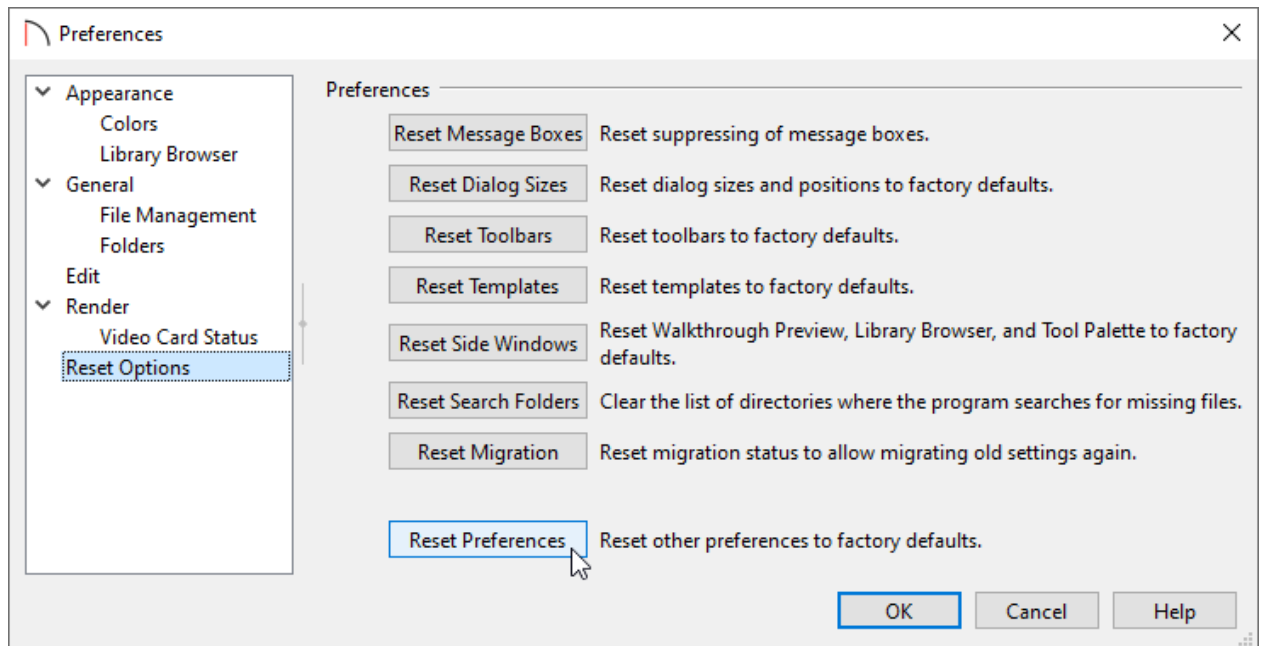 Preferences
Appearance
Colors
Library Browser
General
File Management
Folders
Edit
Render
Video Card Status
Reset Options
Preferences
Reset Message Boxes Reset suppressing of message boxes.
Reset Dialog Sizes Reset dialog sizes and positions to factory defaults.
Reset Toolbars Reset toolbars to factory defaults.
Reset Templates Reset templates to factory defaults.
Reset Side Windows Reset Walkthrough Preview, Library Browser, and Tool Palette to factory
defaults.
Reset Search Folders Clear the list of directories where the program searches for missing files.
Reset Migration Reset migration status to allow migrating old settings again.
Reset Preferences Reset other preferences to factory defaults.
OK Cancel Help